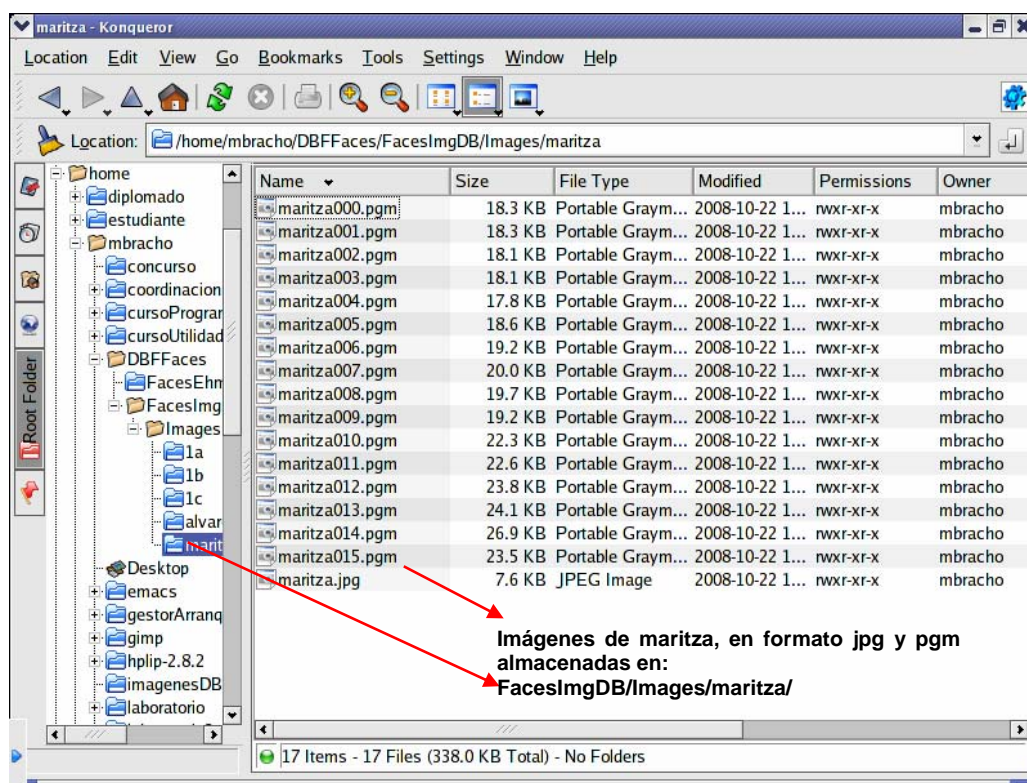 maritza - Konqueror
Location Edit View Go Bookmarks Tools Settings Window Help
Location: /home/mbracho/DBFFaces/FacesImgDB/Images/maritza
Root Folder
home
diplomado
estudiante
mbracho
concurso
coordinacion
cursoPrograr
cursoUtilidad
DBFFaces
FacesEhm
FacesImg
Images
1a
1b
1c
alvar
marit
Desktop
emacs
gestorArranq
gimp
hplip-2.8.2
imagenesDB
laboratorio
Name Size File Type Modified Permissions Owner
maritza000.pgm 18.3 KB Portable Graym... 2008-10-22 1... rwxr-xr-x mbracho
maritza001.pgm 18.3 KB Portable Graym... 2008-10-22 1... rwxr-xr-x mbracho
maritza002.pgm 18.1 KB Portable Graym... 2008-10-22 1... rwxr-xr-x mbracho
maritza003.pgm 18.1 KB Portable Graym... 2008-10-22 1... rwxr-xr-x mbracho
maritza004.pgm 17.8 KB Portable Graym... 2008-10-22 1... rwxr-xr-x mbracho
maritza005.pgm 18.6 KB Portable Graym... 2008-10-22 1... rwxr-xr-x mbracho
maritza006.pgm 19.2 KB Portable Graym... 2008-10-22 1... rwxr-xr-x mbracho
maritza007.pgm 20.0 KB Portable Graym... 2008-10-22 1... rwxr-xr-x mbracho
maritza008.pgm 19.7 KB Portable Graym... 2008-10-22 1... rwxr-xr-x mbracho
maritza009.pgm 19.2 KB Portable Graym... 2008-10-22 1... rwxr-xr-x mbracho
maritza010.pgm 22.3 KB Portable Graym... 2008-10-22 1... rwxr-xr-x mbracho
maritza011.pgm 22.6 KB Portable Graym... 2008-10-22 1... rwxr-xr-x mbracho
maritza012.pgm 23.8 KB Portable Graym... 2008-10-22 1... rwxr-xr-x mbracho
maritza013.pgm 24.1 KB Portable Graym... 2008-10-22 1... rwxr-xr-x mbracho
maritza014.pgm 26.9 KB Portable Graym... 2008-10-22 1... rwxr-xr-x mbracho
maritza015.pgm 23.5 KB Portable Graym... 2008-10-22 1... rwxr-xr-x mbracho
maritza.jpg 7.6 KB JPEG Image 2008-10-22 1... rwxr-xr-x mbracho
Imágenes de maritza, en formato jpg y pgm
almacenadas en:
FacesImgDB/Images/maritza/
17 Items - 17 Files (338.0 KB Total) - No Folders